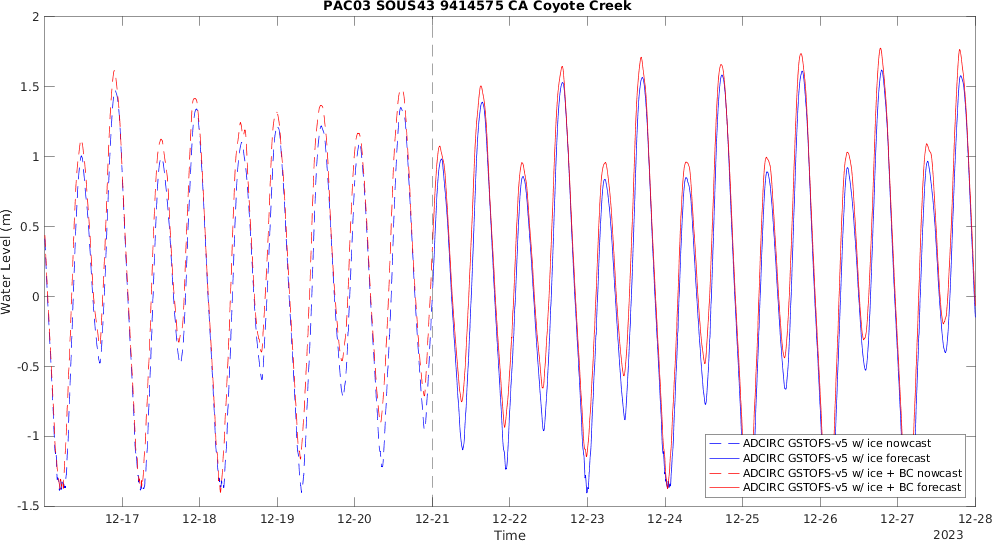 PAC03 SOUS43 9414575 CA Coyote Creek
2
1.5
1
0.5
0
-0.5
-1
-1.5
Water Level (m)
ADCIRC GSTOFS-v5 w/ ice nowcast
ADCIRC GSTOFS-v5 w/ ice forecast
ADCIRC GSTOFS-v5 w/ ice + BC nowcast
ADCIRC GSTOFS-v5 w/ ice + BC forecast
12-17 12-18 12-19 12-20 12-21 12-22 12-23 12-24 12-25 12-26 12-27 12-28
Time
2023